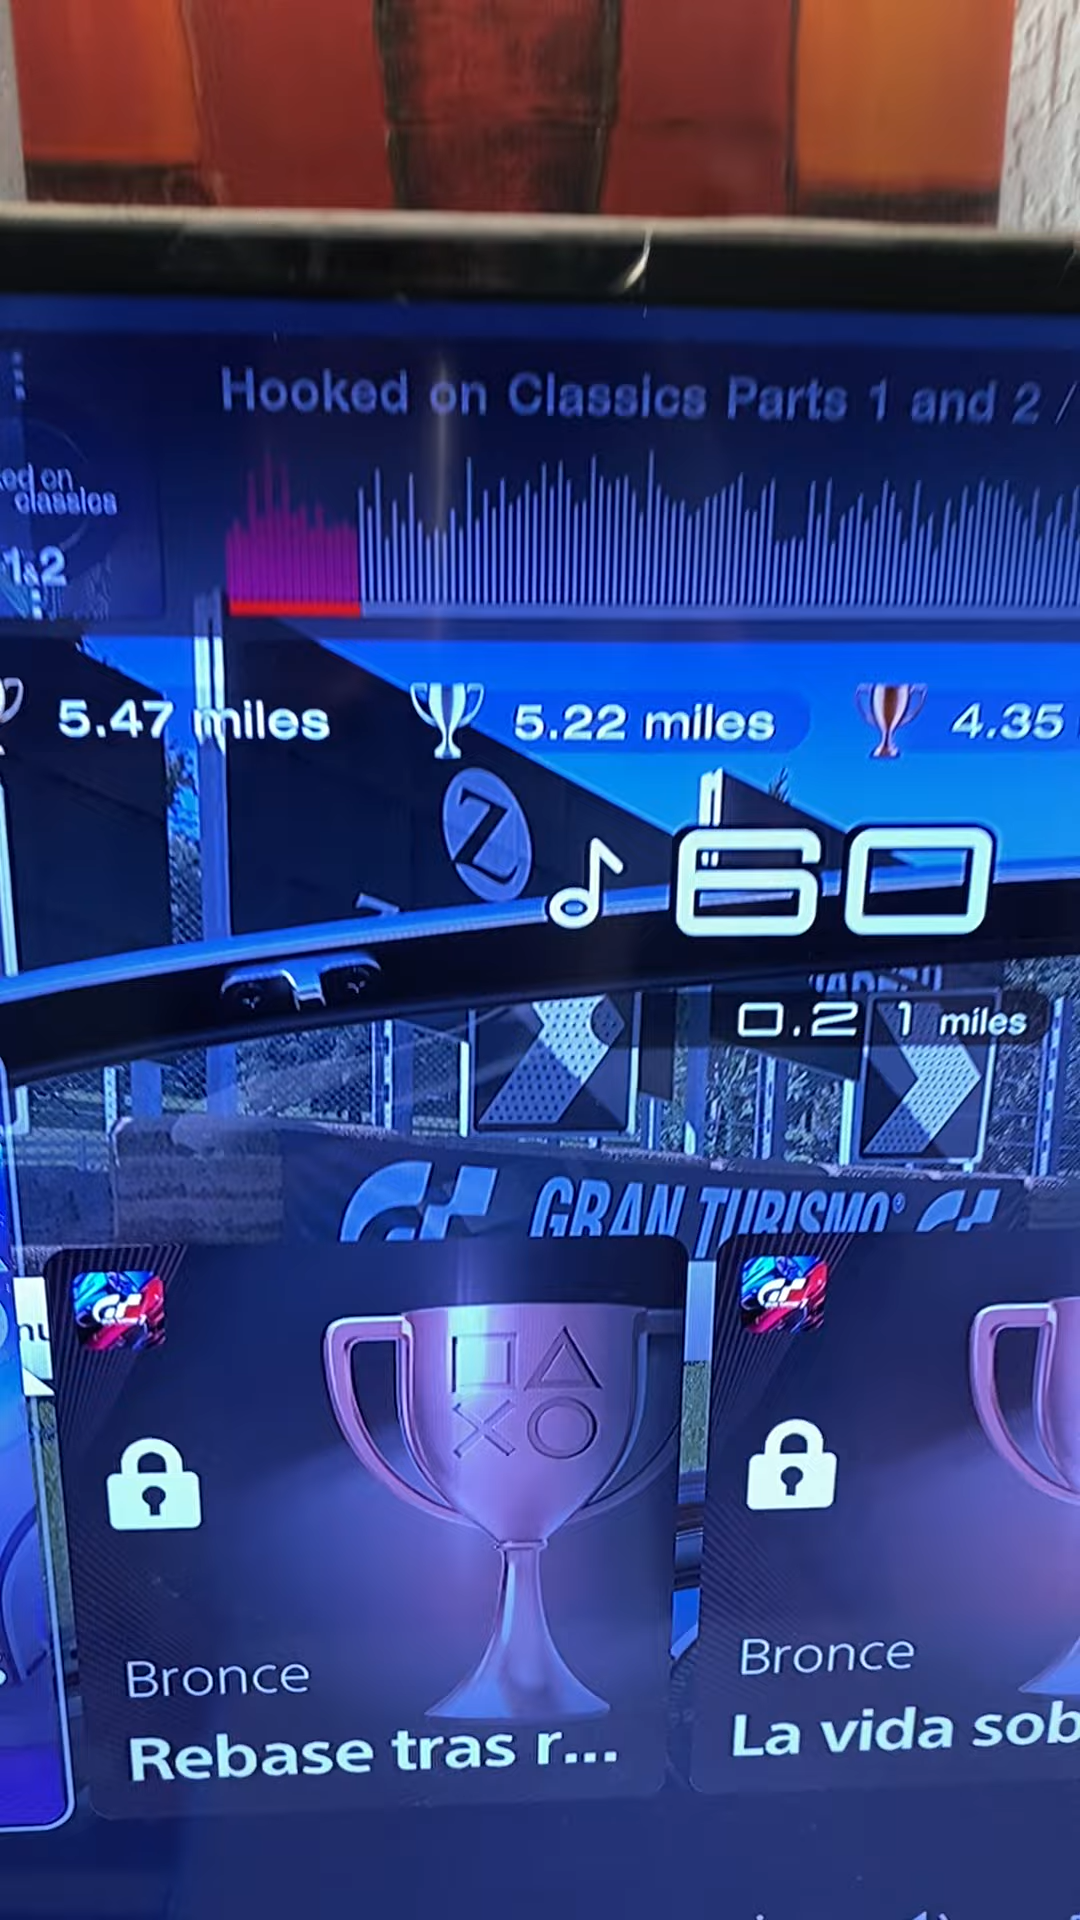 Hooked on Classics Parts 1 and 2 /
ed on
classics
1&2
5.47 miles
5.22 miles
4.35
Z
60
0.21 miles
GRAN TURISMO®
Bronce
Rebase tras r...
Bronce
La vida sob